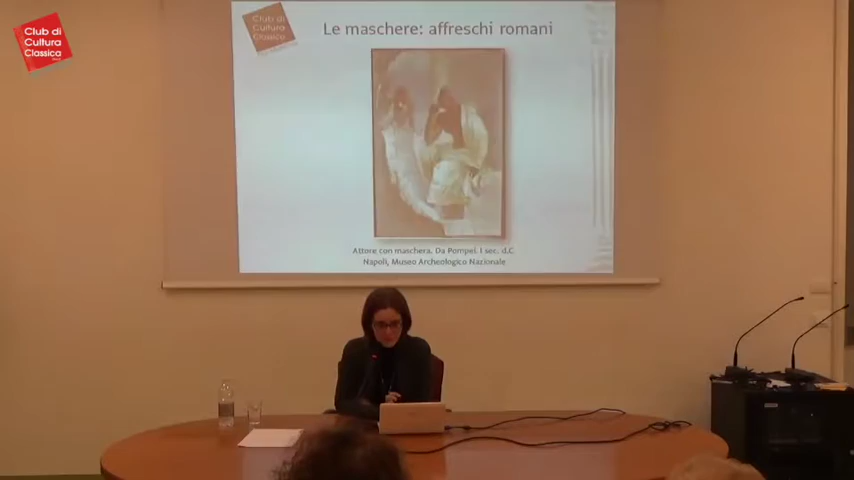 Club di
Cultura
Classica
Club di
Cultura
Classica
Le maschere: affreschi romani
Attore con maschera. Da Pompei. I sec. d.C.
Napoli, Museo Archeologico Nazionale